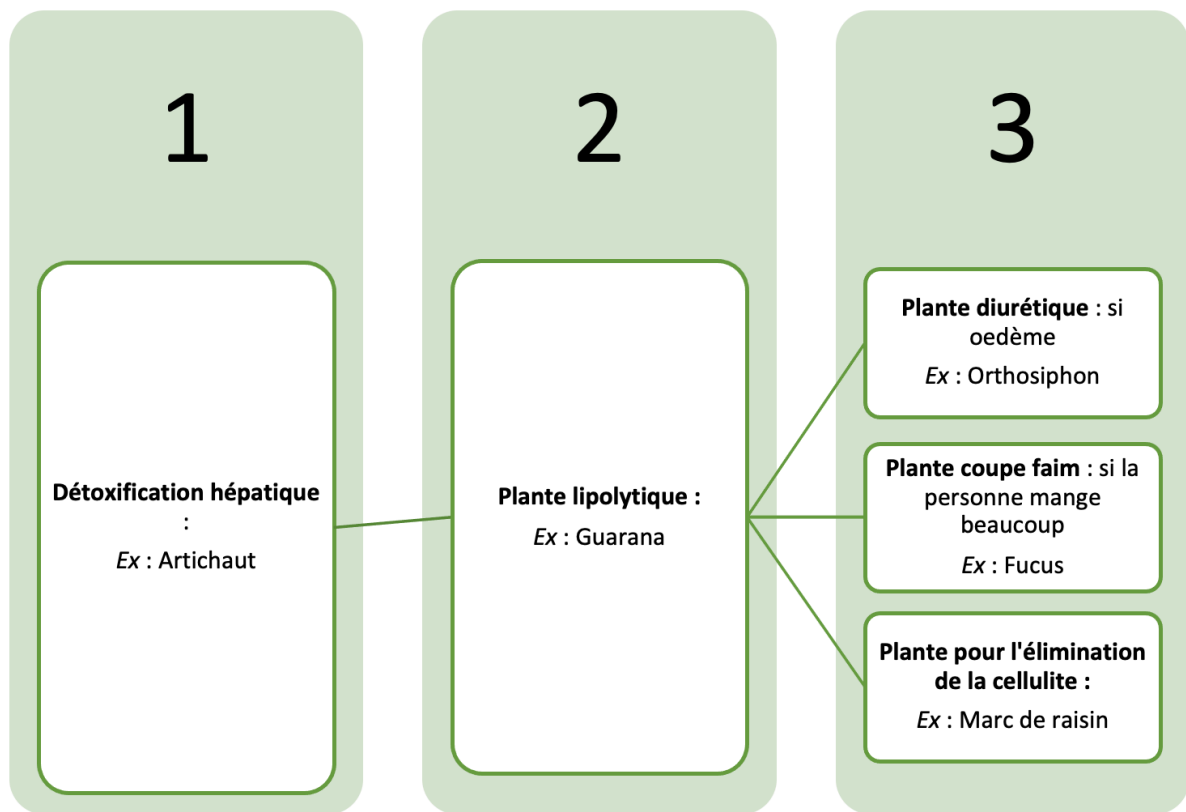 1
Détoxification hépatique
:
Ex : Artichaut
2
Plante lipolytique :
Ex : Guarana
3
Plante diurétique : si
oedème
Ex : Orthosiphon
Plante coupe faim : si la
personne mange
beaucoup
Ex : Fucus
Plante pour l'élimination
de la cellulite :
Ex : Marc de raisin